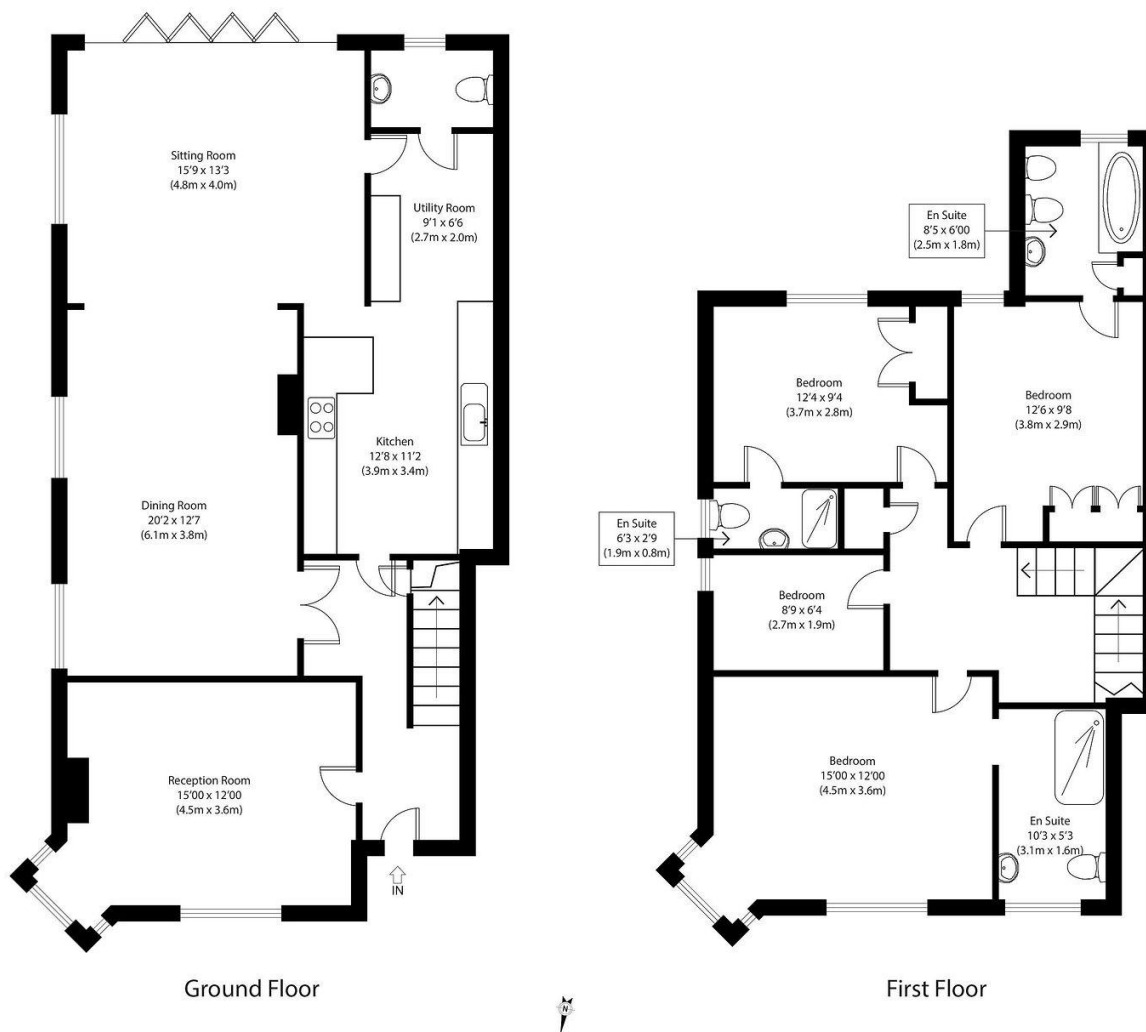 Sitting Room
15'9 x 13'3
(4.8m x 4.0m)
Utility Room
9'1 x 6'6
(2.7m x 2.0m)
Kitchen
12'8 x 11'2
(3.9m x 3.4m)
Dining Room
20'2 x 12'7
(6.1m x 3.8m)
Reception Room
15'00 x 12'00
(4.5m x 3.6m)
IN
Ground Floor
En Suite
8'5 x 6'00
(2.5m x 1.8m)
Bedroom
12'4 x 9'4
(3.7m x 2.8m)
Bedroom
12'6 x 9'8
(3.8m x 2.9m)
En Suite
6'3 x 2'9
(1.9m x 0.8m)
Bedroom
8'9 x 6'4
(2.7m x 1.9m)
Bedroom
15'00 x 12'00
(4.5m x 3.6m)
En Suite
10'3 x 5'3
(3.1m x 1.6m)
First Floor
N